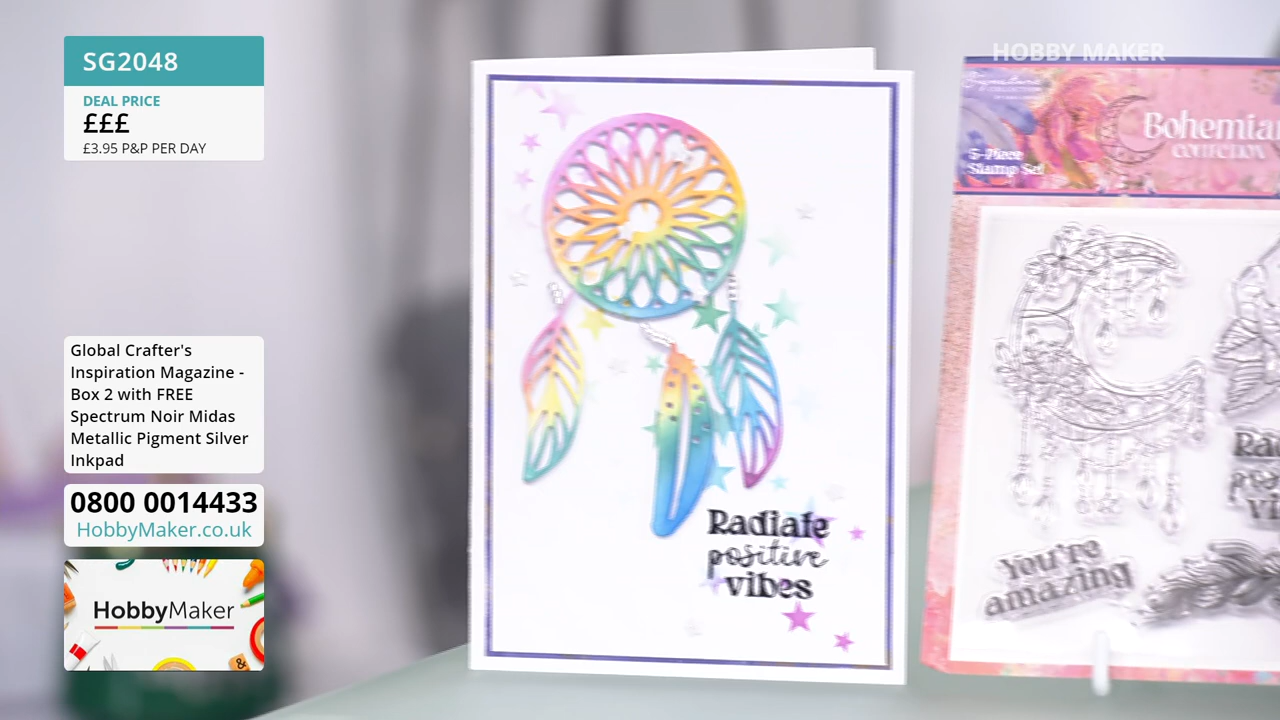 SG2048
DEAL PRICE
£££
£3.95 P&P PER DAY
Global Crafter's
Inspiration Magazine -
Box 2 with FREE
Spectrum Noir Midas
Metallic Pigment Silver
Inkpad
0800 0014433
HobbyMaker.co.uk
HobbyMaker
&
Radiate
positive
vibes
HOBBY MAKER
Bohemian
COLLECTION
5-Piece
Stamp Set
You're
amazing